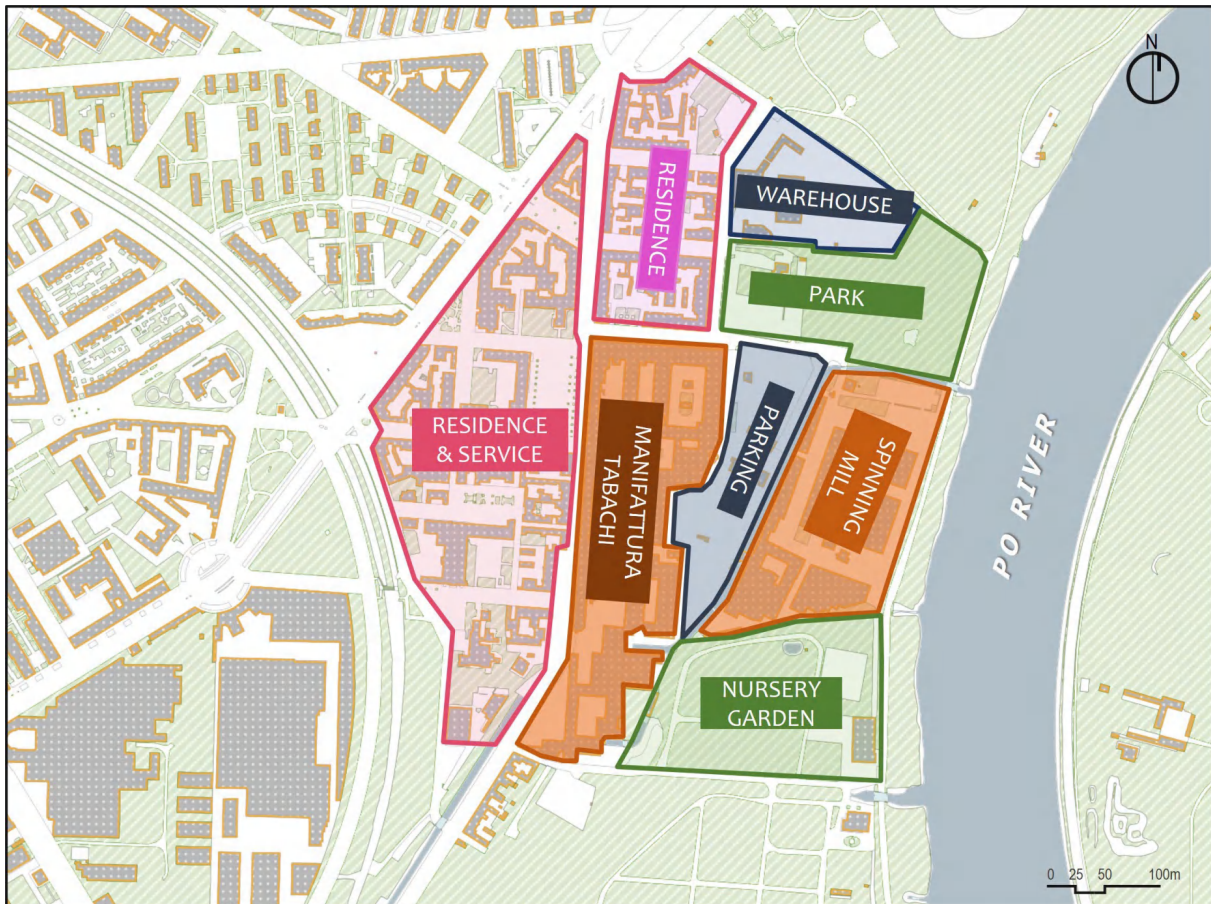 N
RESIDENCE
WAREHOUSE
PARK
RESIDENCE
& SERVICE
MANIFATTURA
TABACHI
PARKING
SPINNING
MILL
PO RIVER
NURSERY
GARDEN
0 25 50 100m